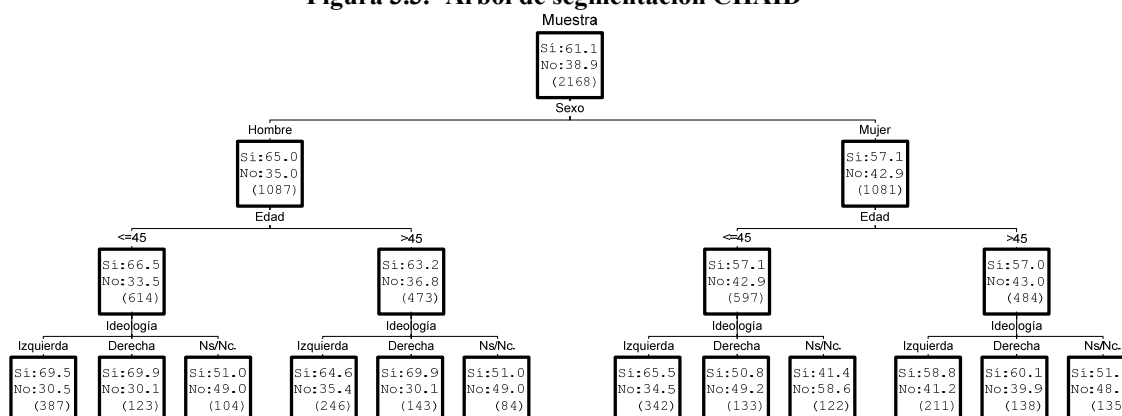 Figura 3.3: Árbol de segmentación CHAID
Muestra
Sí:61.1
No:38.9
(2168)
Sexo
Hombre
Mujer
Sí:65.0
No:35.0
(1087)
Sí:57.1
No:42.9
(1081)
Edad
Edad
<=45
>45
<=45
>45
Sí:66.5
No:33.5
(614)
Sí:63.2
No:36.8
(473)
Sí:57.1
No:42.9
(597)
Sí:57.0
No:43.0
(484)
Ideología
Ideología
Ideología
Ideología
Izquierda
Derecha
Ns/Nc.
Izquierda
Derecha
Ns/Nc.
Izquierda
Derecha
Ns/Nc.
Izquierda
Derecha
Ns/Nc.
Sí:69.5
No:30.5
(387)
Sí:69.9
No:30.1
(123)
Sí:51.0
No:49.0
(104)
Sí:64.6
No:35.4
(246)
Sí:69.9
No:30.1
(143)
Sí:51.0
No:49.0
(84)
Sí:65.5
No:34.5
(342)
Sí:50.8
No:49.2
(133)
Sí:41.4
No:58.6
(122)
Sí:58.8
No:41.2
(211)
Sí:60.1
No:39.9
(138)
Sí:51.
No:48.
(135